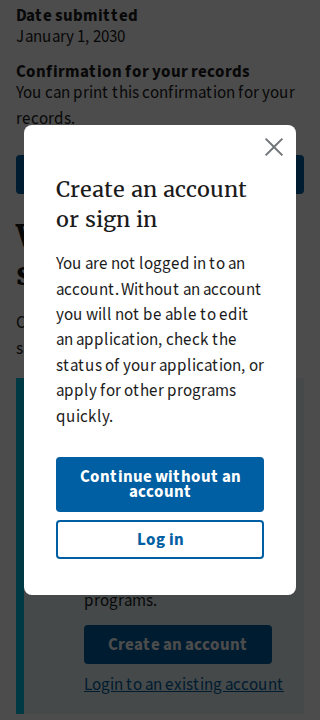 Date submitted
January 1, 2030
Confirmation for your records
You can print this confirmation for your
records.
Create an account
or sign in
You are not logged in to an
account. Without an account
you will not be able to edit
an application, check the
status of your application, or
apply for other programs
quickly.
Continue without an
account
Log in
programs.
Create an account
Login to an existing account